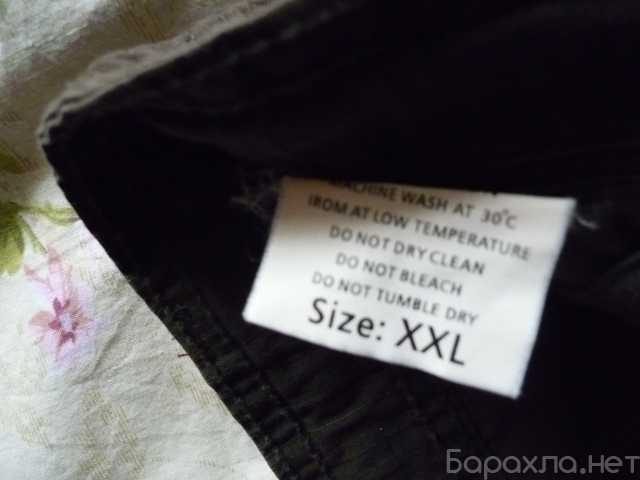 MACHINE WASH AT 30°C
IROM AT LOW TEMPERATURE
DO NOT DRY CLEAN
DO NOT BLEACH
DO NOT TUMBLE DRY
Size: XXL
Барахла.нет